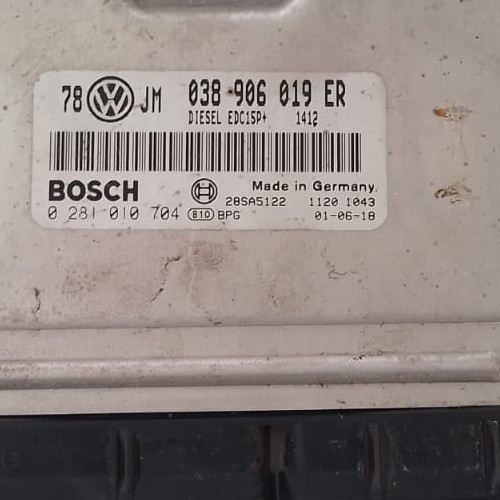 78 JM 038 906 019 ER
DIESEL EDC15P+ 1412
BOSCH Made in Germany
28SA5122 1120 1043
0 281 010 704 810 BPG 01-06-18